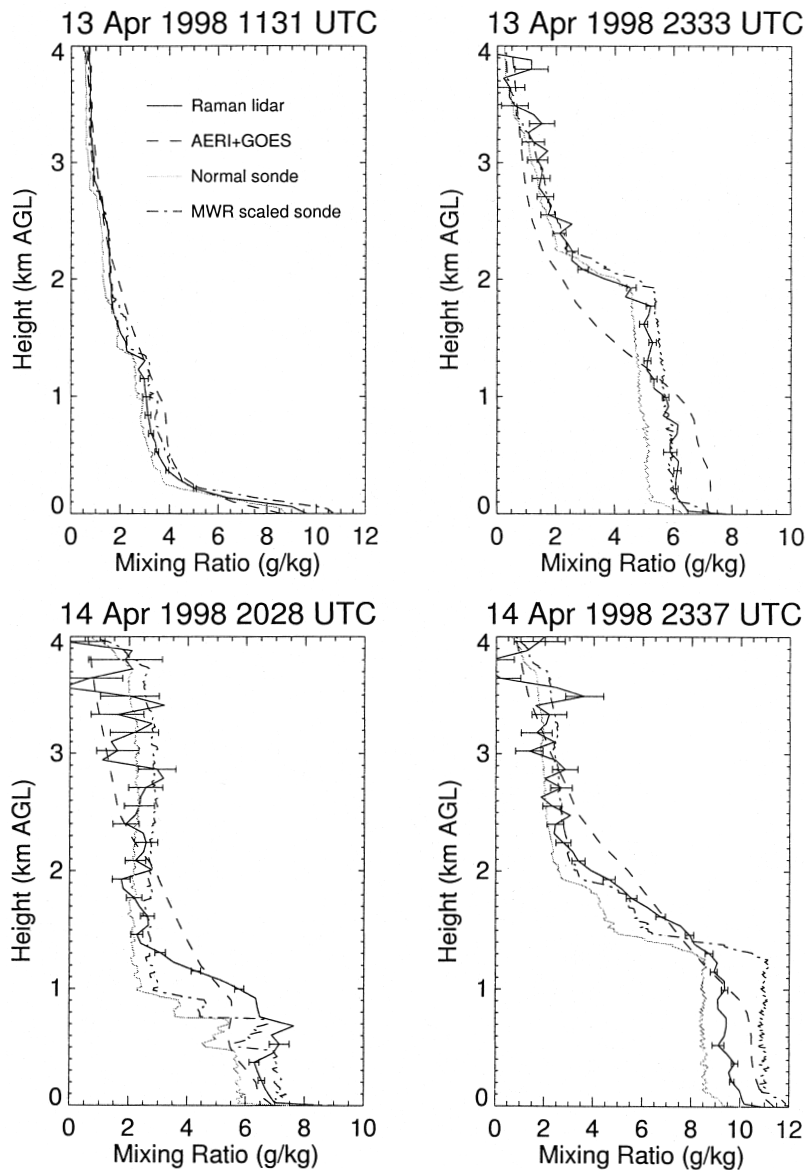 13 Apr 1998 1131 UTC
4
3
2
1
0
Height (km AGL)
Raman lidar
AERI+GOES
Normal sonde
MWR scaled sonde
0 2 4 6 8 10 12
Mixing Ratio (g/kg)
13 Apr 1998 2333 UTC
4
3
2
1
0
Height (km AGL)
0 2 4 6 8 10
Mixing Ratio (g/kg)
14 Apr 1998 2028 UTC
4
3
2
1
0
Height (km AGL)
0 2 4 6 8 10
Mixing Ratio (g/kg)
14 Apr 1998 2337 UTC
4
3
2
1
0
Height (km AGL)
0 2 4 6 8 10 12
Mixing Ratio (g/kg)